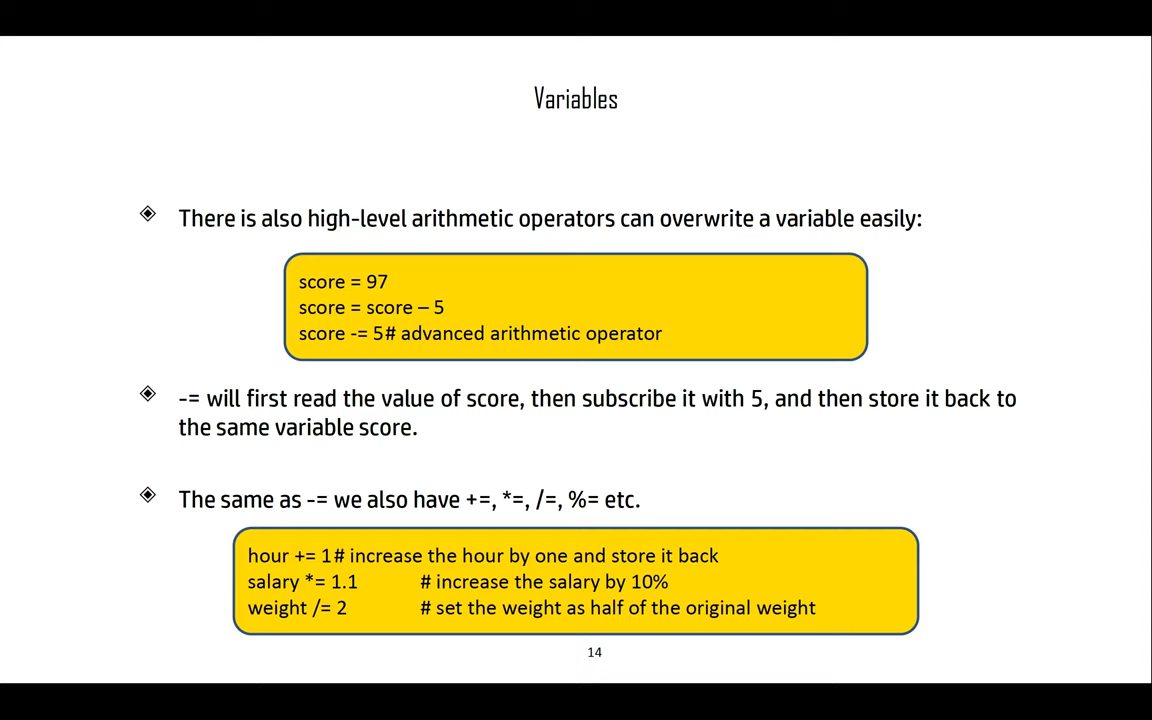 Variables
There is also high-level arithmetic operators can overwrite a variable easily:
score = 97
score = score – 5
score -= 5# advanced arithmetic operator
-= will first read the value of score, then subscribe it with 5, and then store it back to
the same variable score.
The same as -= we also have +=, *=, /=, %= etc.
hour += 1# increase the hour by one and store it back
salary *= 1.1 # increase the salary by 10%
weight /= 2 # set the weight as half of the original weight
14